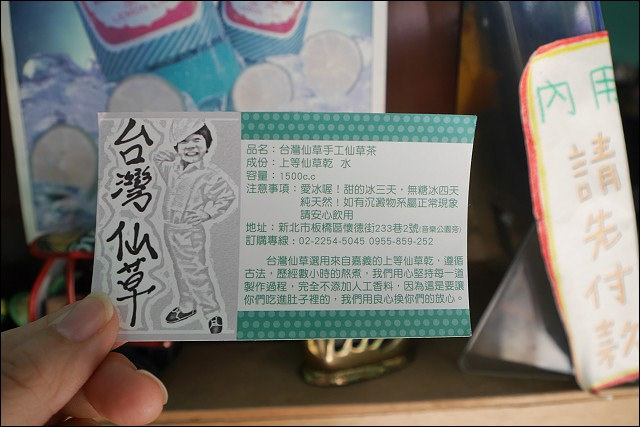 台灣仙草
品名：台灣仙草手工仙草茶
成份：上等仙草乾 水
容量：1500c.c
注意事項：愛冰喔！甜的冰三天，無糖冰四天
純天然！如有沉澱物系屬正常現象
請安心飲用
地址：新北市板橋區懷德街233巷2號(音樂公園旁)
訂購專線：02-2254-5045 0955-859-252
台灣仙草選用來自嘉義的上等仙草乾，遵循
古法，歷經數小時的熬煮，我們用心堅持每一道
製作過程，完全不添加人工香料，因為這是要讓
你們吃進肚子裡的，我們用良心換你們的放心。
內用
請先付款